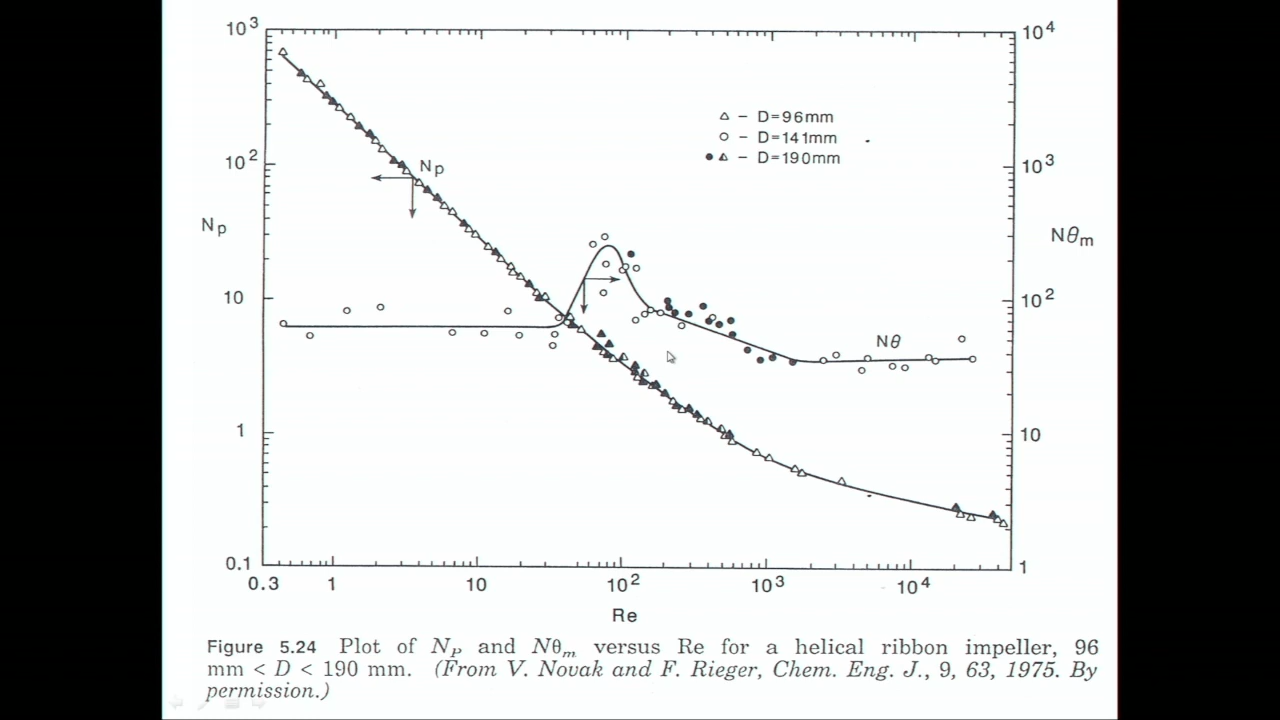 10³
10⁴
△ – D=96mm
○ – D=141mm
● ▲ – D=190mm
10²
Np
10³
Np
Nθm
10
10²
Nθ
1
10
0.1
1
0.3 1 10 10² 10³ 10⁴
Re
Figure 5.24 Plot of NP and Nθm versus Re for a helical ribbon impeller, 96
mm < D < 190 mm. (From V. Novak and F. Rieger, Chem. Eng. J., 9, 63, 1975. By
permission.)